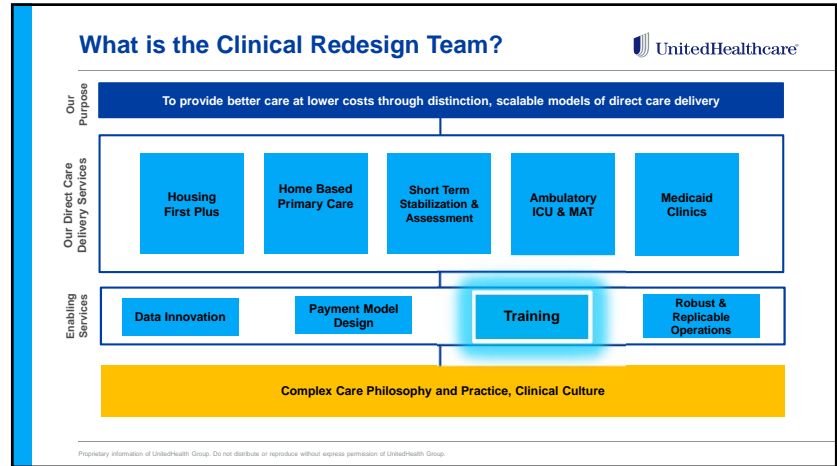 What is the Clinical Redesign Team?
UnitedHealthcare
Our
Purpose
To provide better care at lower costs through distinction, scalable models of direct care delivery
Our Direct Care
Delivery Services
Housing
First Plus
Home Based
Primary Care
Short Term
Stabilization &
Assessment
Ambulatory
ICU & MAT
Medicaid
Clinics
Enabling
Services
Data Innovation
Payment Model
Design
Training
Robust &
Replicable
Operations
Complex Care Philosophy and Practice, Clinical Culture
Proprietary information of UnitedHealth Group. Do not distribute or reproduce without express permission of UnitedHealth Group.